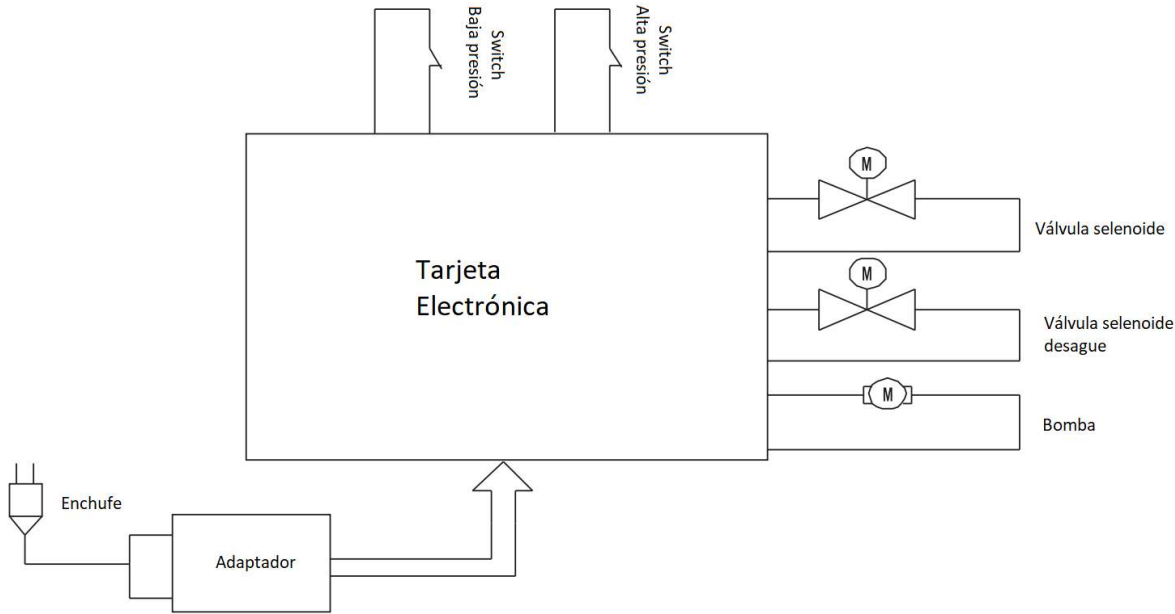 Switch
Baja presión
Switch
Alta presión
M
Válvula selenoide
Tarjeta
Electrónica
M
Válvula selenoide
desague
M
Bomba
Enchufe
Adaptador